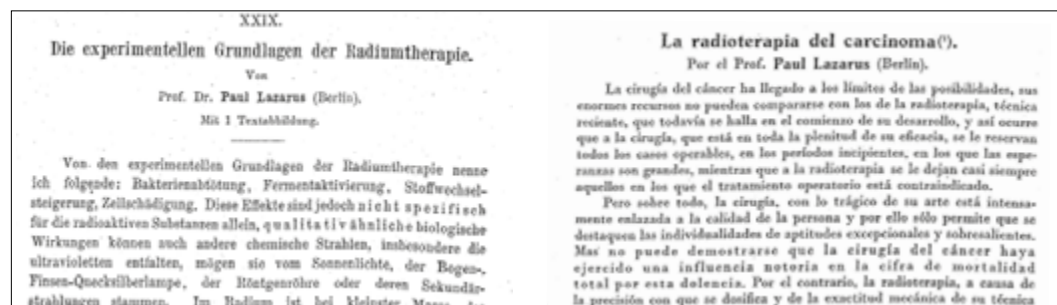 XXIX.
Die experimentellen Grundlagen der Radiumtherapie.
Von
Prof. Dr. Paul Lazarus (Berlin).
Mit 1 Textabbildung.
Von den experimentellen Grundlagen der Radiumtherapie nenne
ich folgende: Bakterienabtötung, Fermentaktivierung, Stoffwechsel-
steigerung, Zellschädigung. Diese Effekte sind jedoch nicht spezifisch
für die radioaktiven Substanzen allein, qualitativ ähnliche biologische
Wirkungen können auch andere chemische Strahlen, insbesondere die
ultravioletten entfalten, mögen sie vom Sonnenlichte, der Bogen-,
Finsen-Quecksilberlampe, der Röntgenröhre oder deren Sekundär-
strahlungen stammen. Im Radium ist bei kleinster
La radioterapia del carcinoma(¹).
Por el Prof. Paul Lazarus (Berlin).
La cirugía del cáncer ha llegado a los límites de las posibilidades, sus
enormes recursos no pueden compararse con los de la radioterapia, técnica
reciente, que todavía se halla en el comienzo de su desarrollo, y así ocurre
que a la cirugía, que está en toda la plenitud de su eficacia, se le reservan
todos los casos operables, en los períodos incipientes, en los que las espe-
ranzas son grandes, mientras que a la radioterapia se le dejan casi siempre
aquellos en los que el tratamiento operatorio está contraindicado.
Pero sobre todo, la cirugía, con lo trágico de su arte está intensa-
mente enlazada a la calidad de la persona y por ello sólo permite que se
destaquen las individualidades de aptitudes excepcionales y sobresalientes.
Mas no puede demostrarse que la cirugía del cáncer haya
ejercido una influencia notoria en la cifra de mortalidad
total por esta dolencia. Por el contrario, la radioterapia, a causa de
la precisión con que se dosifica y de la exactitud mecánica de su técnica